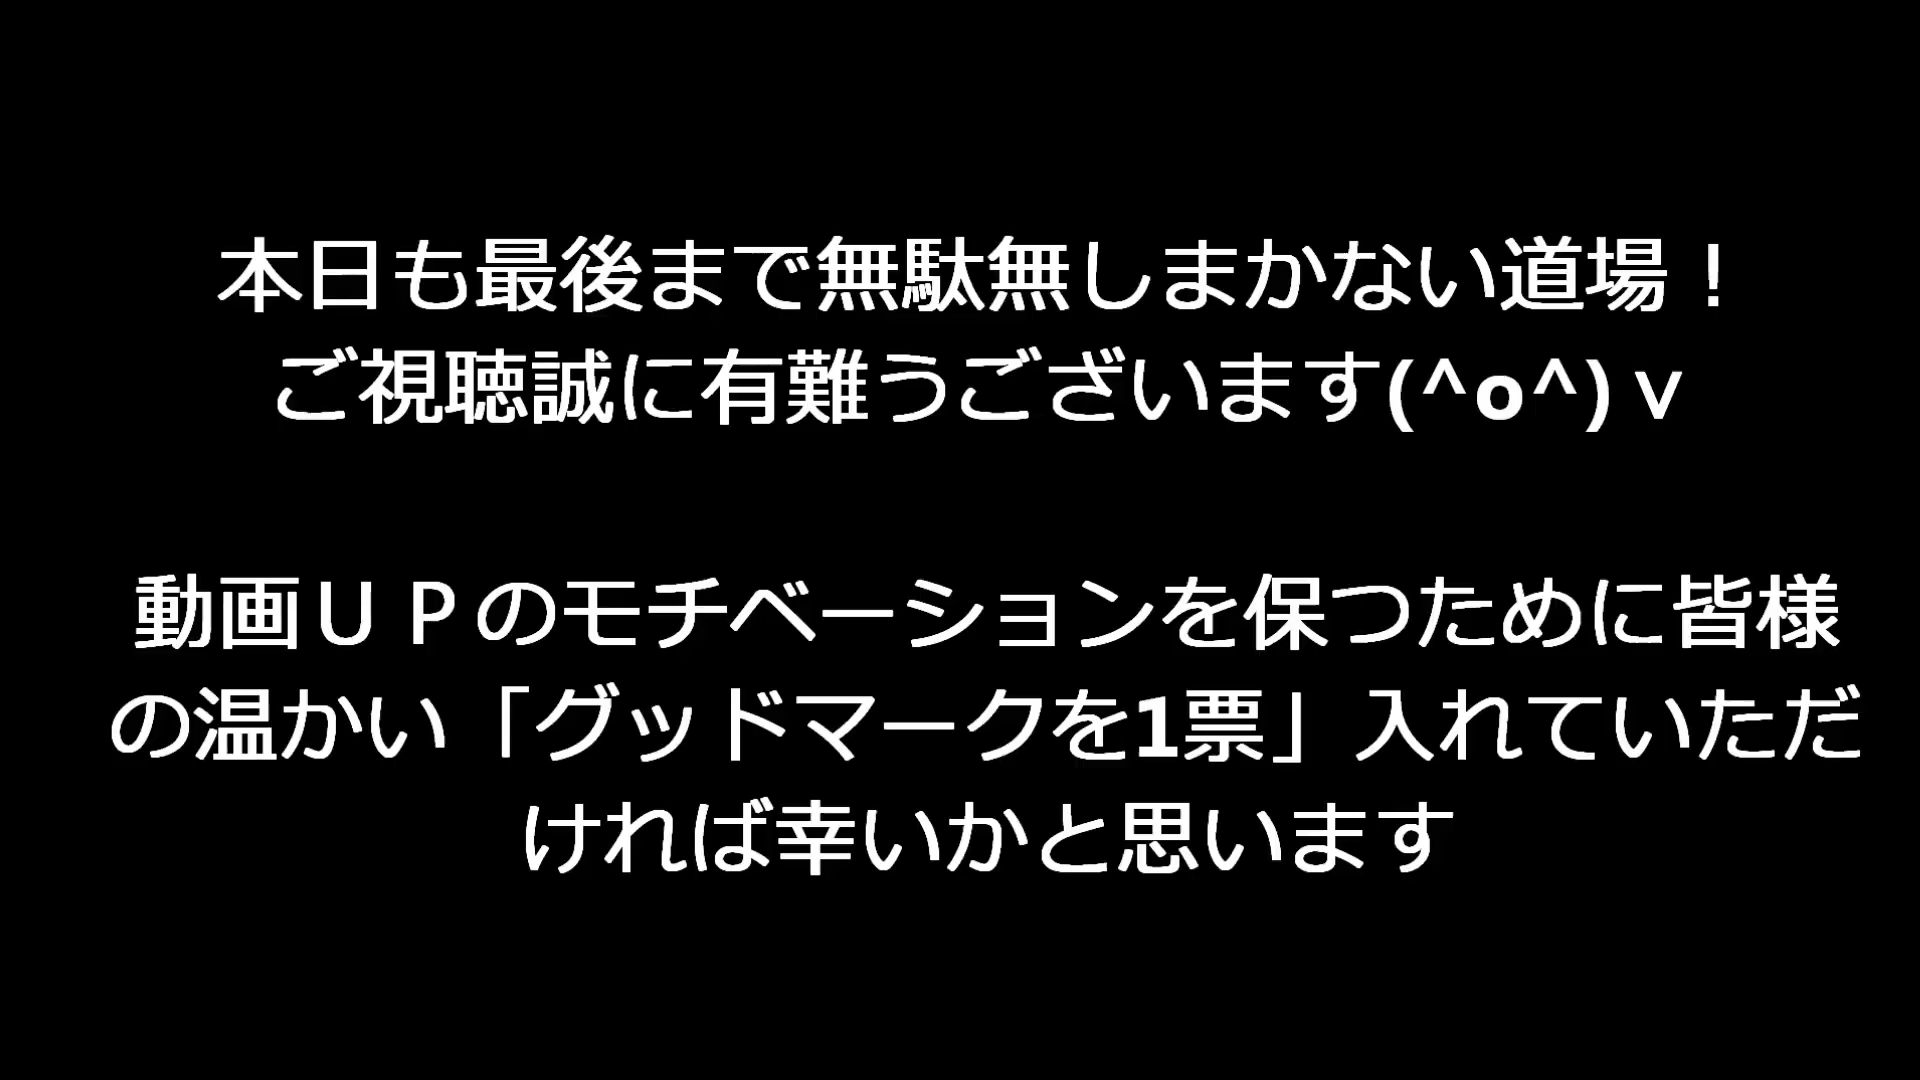 本日も最後まで無駄無しまかない道場！
ご視聴誠に有難うございます(^o^)ｖ
動画ＵＰのモチベーションを保つために皆様
の温かい「グッドマークを1票」入れていただ
ければ幸いかと思います